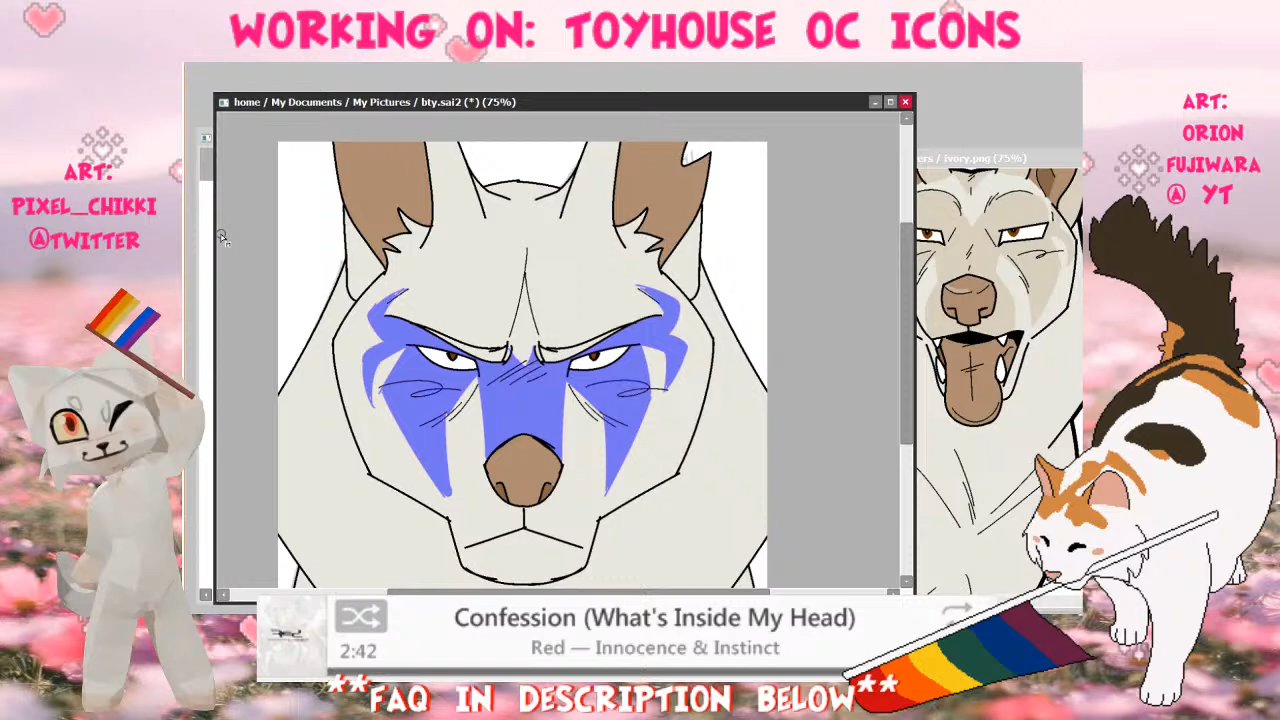 WORKING ON: TOYHOUSE OC ICONS
home / My Documents / My Pictures / bty.sai2 (*) (75%)
/ ivory.png (75%)
ART:
PIXEL_CHIKKI
@TWITTER
ART:
ORION
FUJIWARA
@ YT
Confession (What's Inside My Head)
Red — Innocence & Instinct
2:42
**FAQ IN DESCRIPTION BELOW**